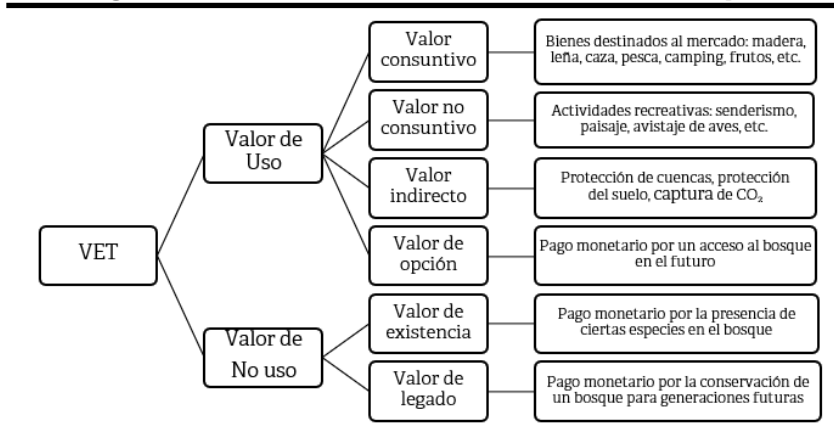 Valor
consuntivo
Bienes destinados al mercado: madera,
leña, caza, pesca, camping, frutos, etc.
Valor no
consuntivo
Actividades recreativas: senderismo,
paisaje, avistaje de aves, etc.
Valor de
Uso
Valor
indirecto
Protección de cuencas, protección
del suelo, captura de CO₂
VET
Valor de
opción
Pago monetario por un acceso al bosque
en el futuro
Valor de
No uso
Valor de
existencia
Pago monetario por la presencia de
ciertas especies en el bosque
Valor de
legado
Pago monetario por la conservación de
un bosque para generaciones futuras